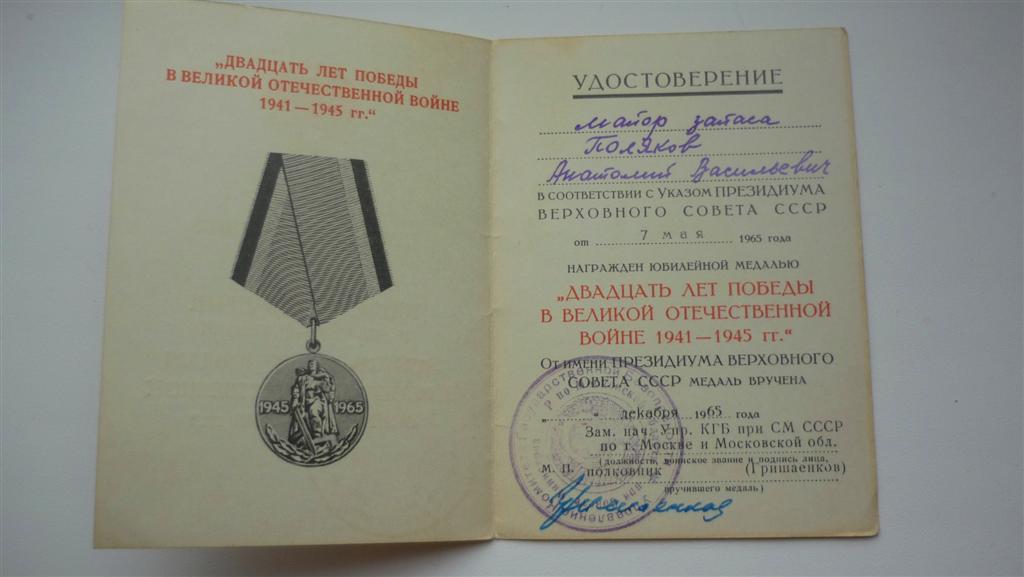 „ДВАДЦАТЬ ЛЕТ ПОБЕДЫ
В ВЕЛИКОЙ ОТЕЧЕСТВЕННОЙ ВОЙНЕ
1941—1945 гг.“
1945 1965
УДОСТОВЕРЕНИЕ
майор запаса
Поляков
Анатолий Васильевич
В СООТВЕТСТВИИ С УКАЗОМ ПРЕЗИДИУМА
ВЕРХОВНОГО СОВЕТА СССР
от 7 мая 1965 года
НАГРАЖДЕН ЮБИЛЕЙНОЙ МЕДАЛЬЮ
„ДВАДЦАТЬ ЛЕТ ПОБЕДЫ
В ВЕЛИКОЙ ОТЕЧЕСТВЕННОЙ
ВОЙНЕ 1941—1945 гг.“
ОТ ИМЕНИ ПРЕЗИДИУМА ВЕРХОВНОГО
СОВЕТА СССР МЕДАЛЬ ВРУЧЕНА
„ “ декабря 1965 года
Зам. нач. Упр. КГБ при СМ СССР
по г. Москве и Московской обл.
(должность, воинское звание и подпись лица,
М. П. полковник (Гришаенков)
вручившего медаль)